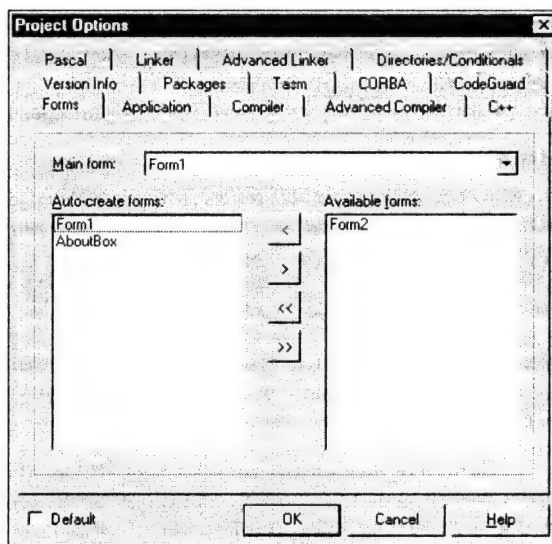 Project Options
Pascal Linker Advanced Linker Directories/Conditionals
Version Info Packages Tasm CORBA CodeGuard
Forms Application Compiler Advanced Compiler C++
Main form: Form1
Auto-create forms: Available forms:
Form1 < Form2
AboutBox
>
<<
>>
Default OK Cancel Help